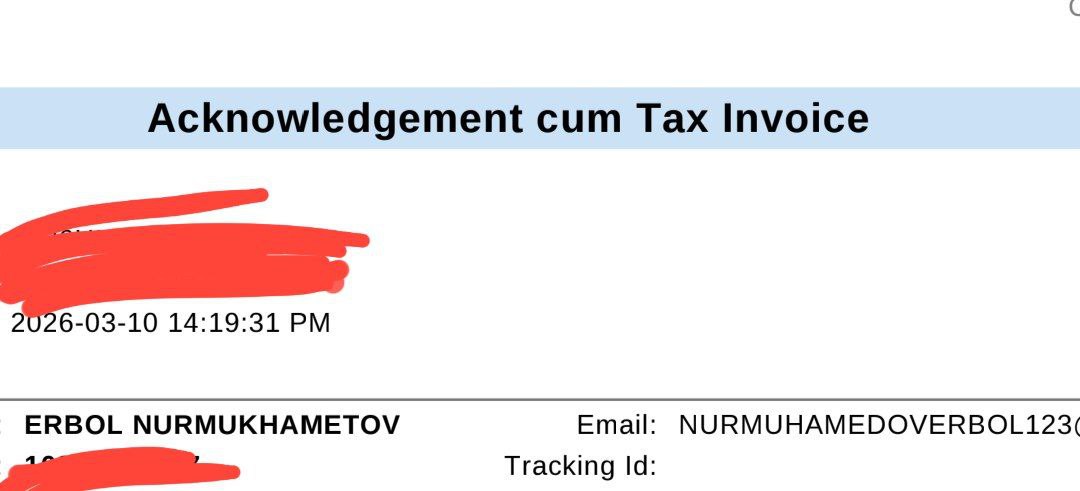 Acknowledgement cum Tax Invoice
2026-03-10 14:19:31 PM
: ERBOL NURMUKHAMETOV
Email: NURMUHAMEDOVERBOL123@
:
Tracking Id: